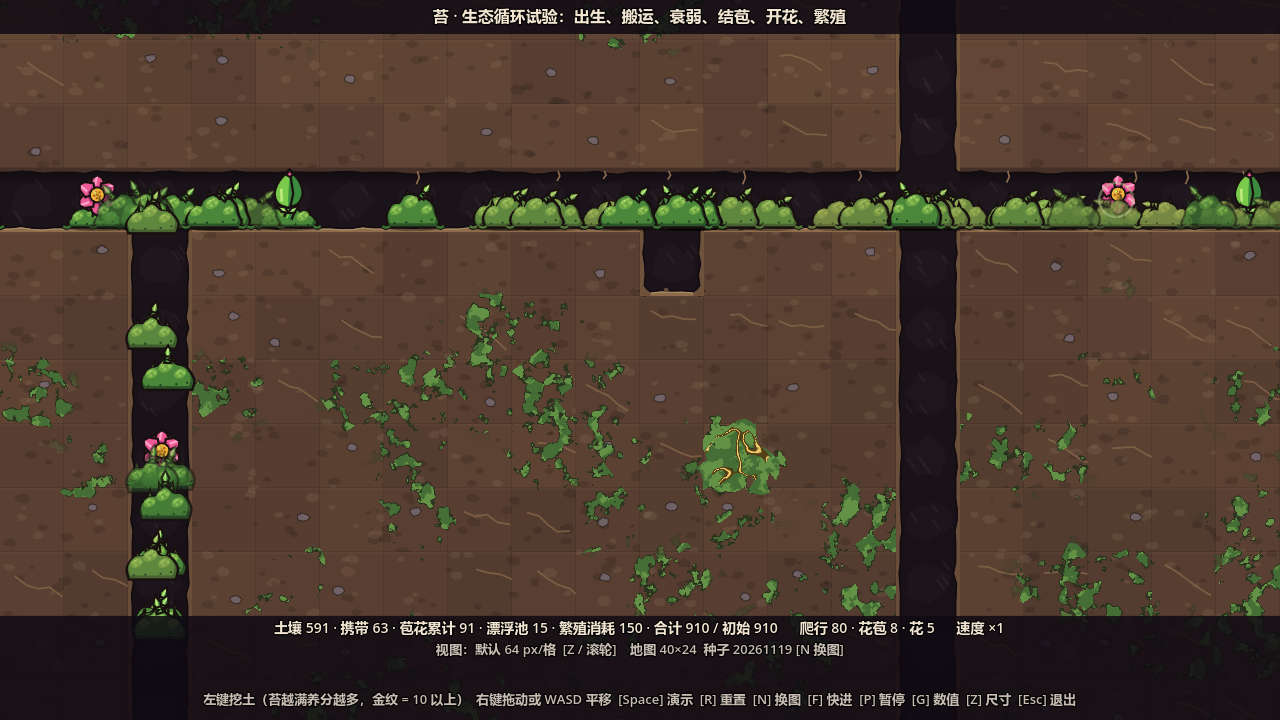 苔 · 生态循环试验：出生、搬运、衰弱、结苞、开花、繁殖
土壤 591 · 携带 63 · 苞花累计 91 · 漂浮池 15 · 繁殖消耗 150 · 合计 910 / 初始 910 爬行 80 · 花苞 8 · 花 5 速度 ×1
视图：默认 64 px/格 [Z / 滚轮] 地图 40×24 种子 20261119 [N 换图]
左键挖土（苔越满养分越多，金纹 = 10 以上） 右键拖动或 WASD 平移 [Space] 演示 [R] 重置 [N] 换图 [F] 快进 [P] 暂停 [G] 数值 [Z] 尺寸 [Esc] 退出